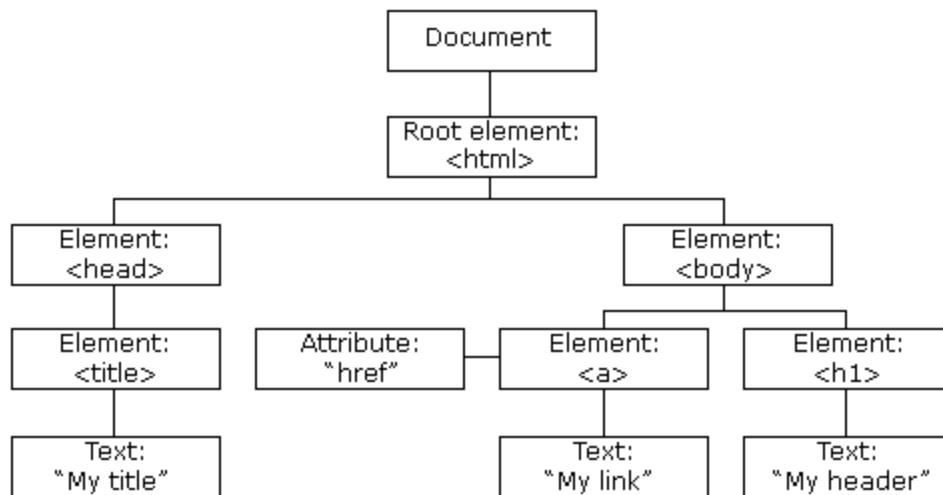 Document
Root element:
<html>
Element:
<head>
Element:
<body>
Element:
<title>
Attribute:
“href”
Element:
<a>
Element:
<h1>
Text:
“My title”
Text:
“My link”
Text:
“My header”